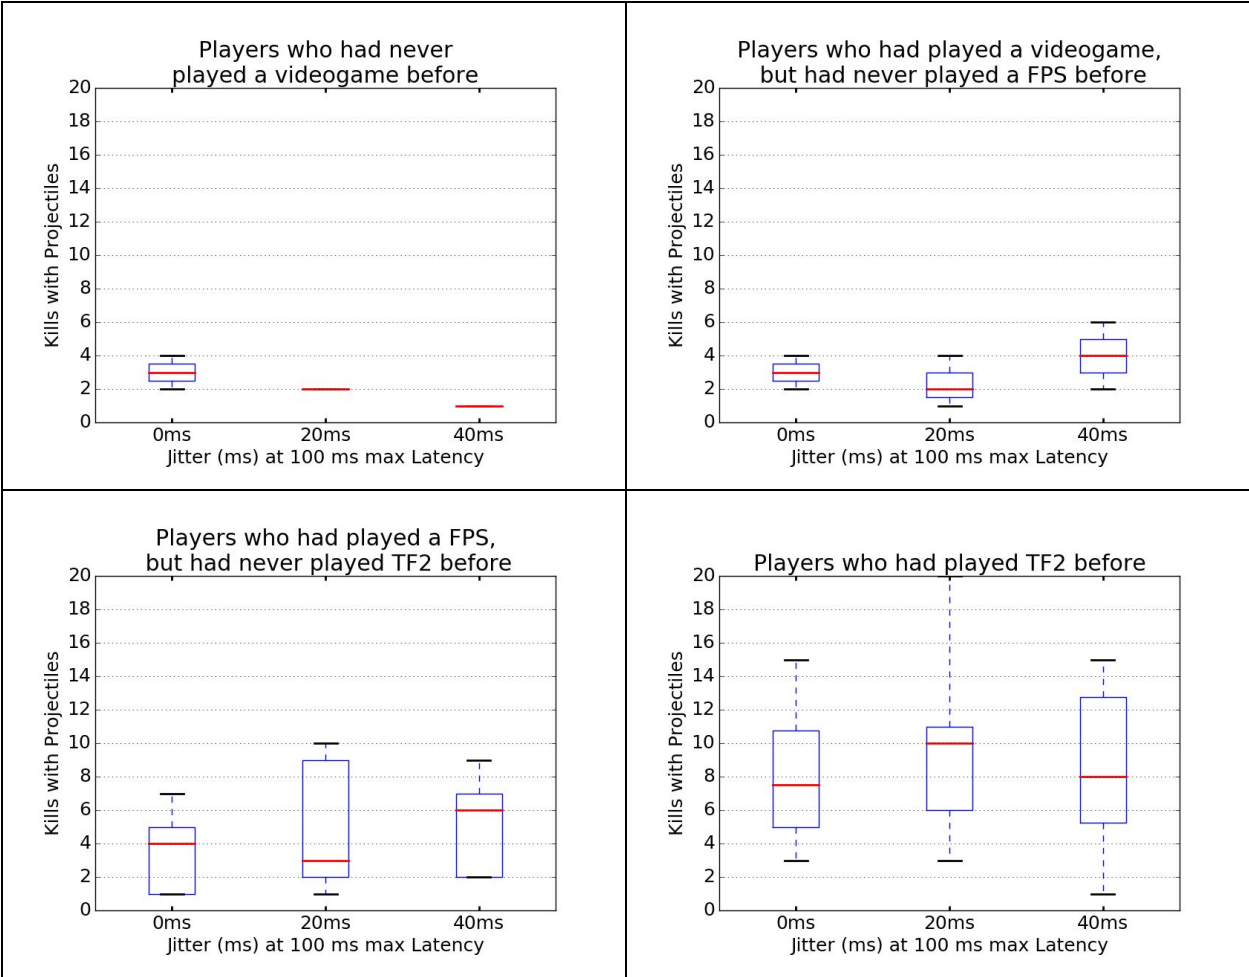 Players who had never
played a videogame before
20
18
16
14
12
10
8
6
4
2
0
Kills with Projectiles
0ms 20ms 40ms
Jitter (ms) at 100 ms max Latency
Players who had played a videogame,
but had never played a FPS before
20
18
16
14
12
10
8
6
4
2
0
Kills with Projectiles
0ms 20ms 40ms
Jitter (ms) at 100 ms max Latency
Players who had played a FPS,
but had never played TF2 before
20
18
16
14
12
10
8
6
4
2
0
Kills with Projectiles
0ms 20ms 40ms
Jitter (ms) at 100 ms max Latency
Players who had played TF2 before
20
18
16
14
12
10
8
6
4
2
0
Kills with Projectiles
0ms 20ms 40ms
Jitter (ms) at 100 ms max Latency